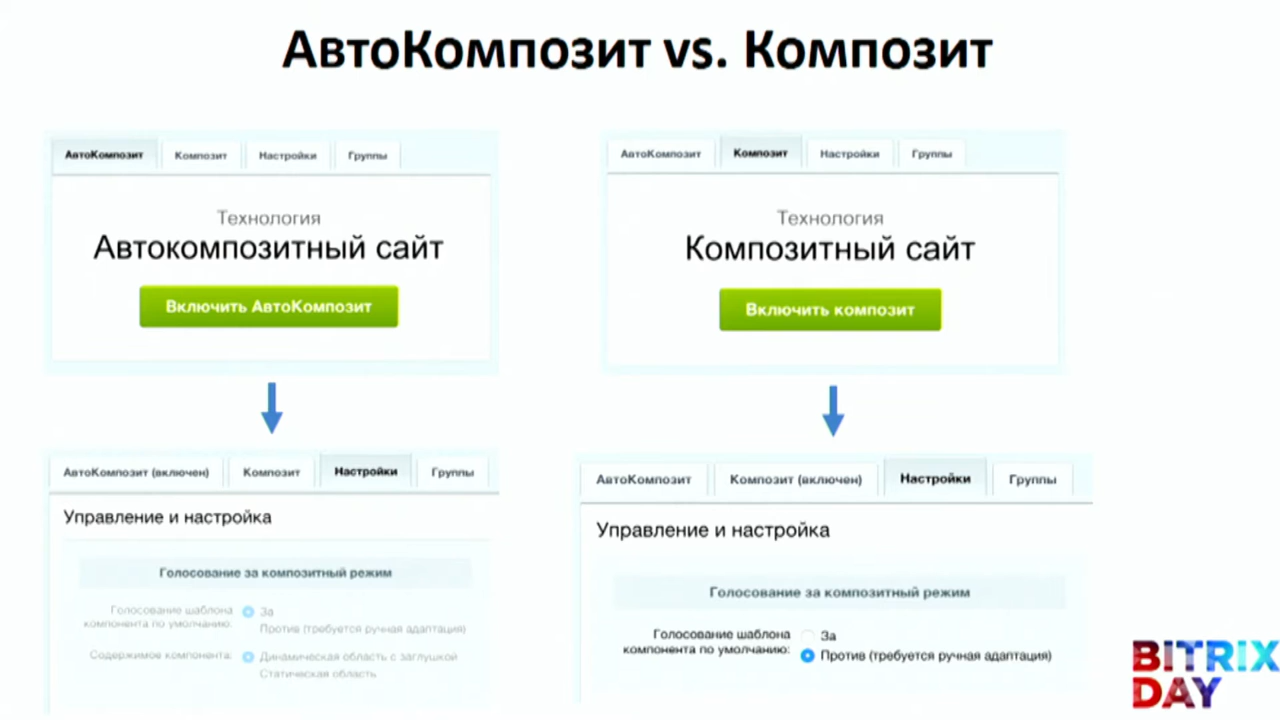 АвтоКомпозит vs. Композит
АвтоКомпозит Композит Настройки Группы
Технология
Автокомпозитный сайт
Включить АвтоКомпозит
АвтоКомпозит (включен) Композит Настройки Группы
Управление и настройка
Голосование за композитный режим
Голосование шаблона
компонента по умолчанию:
За
Против (требуется ручная адаптация)
Содержимое компонента:
Динамическая область с заглушкой
Статическая область
АвтоКомпозит Композит Настройки Группы
Технология
Композитный сайт
Включить композит
АвтоКомпозит Композит (включен) Настройки Группы
Управление и настройка
Голосование за композитный режим
Голосование шаблона
компонента по умолчанию:
За
Против (требуется ручная адаптация)
BITRIX
DAY